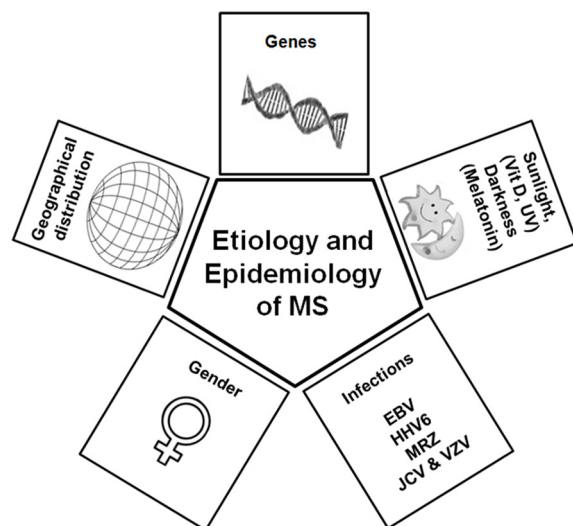 Genes
Geographical
distribution
Sunlight,
(Vit D, UV)
Darkness
(Melatonin)
Etiology and
Epidemiology
of MS
Gender
Infections
EBV
HHV6
MRZ
JCV & VZV